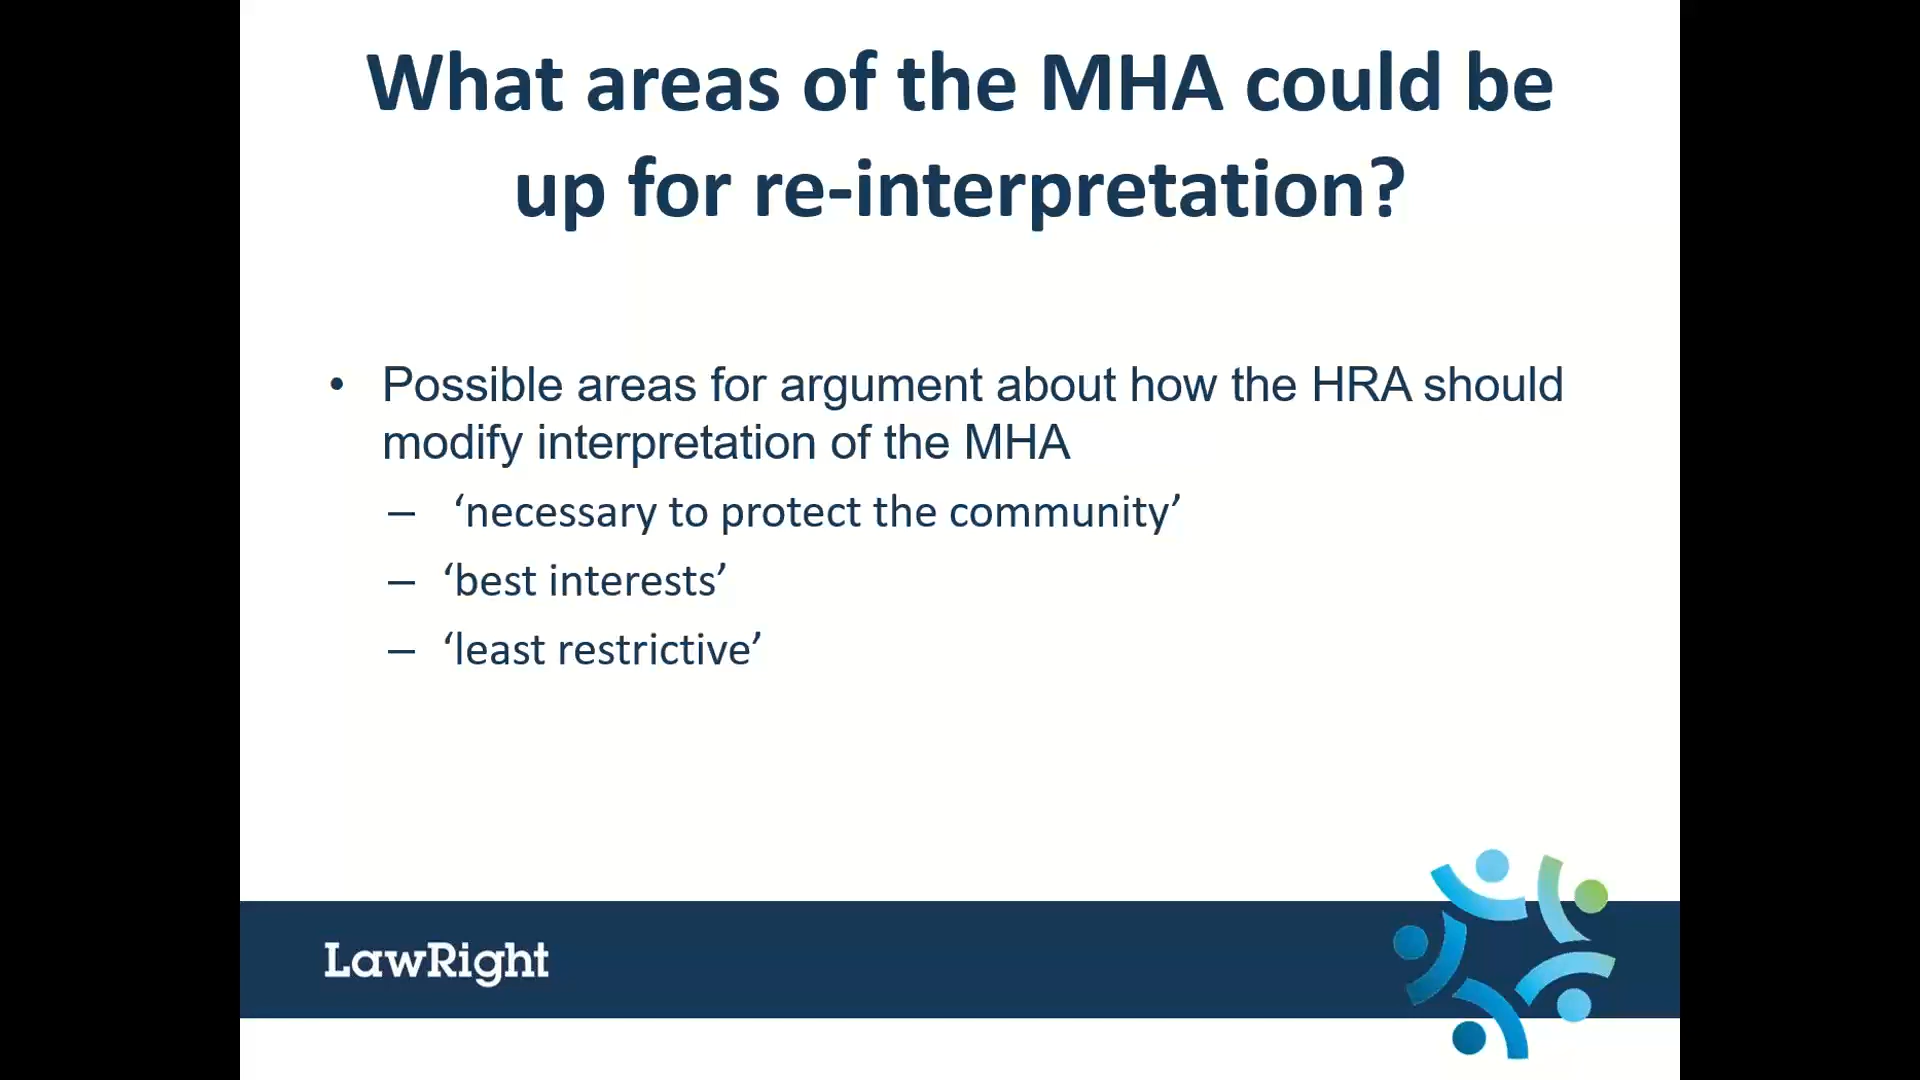 What areas of the MHA could be
up for re-interpretation?
• Possible areas for argument about how the HRA should
modify interpretation of the MHA
– ‘necessary to protect the community’
– ‘best interests’
– ‘least restrictive’
LawRight